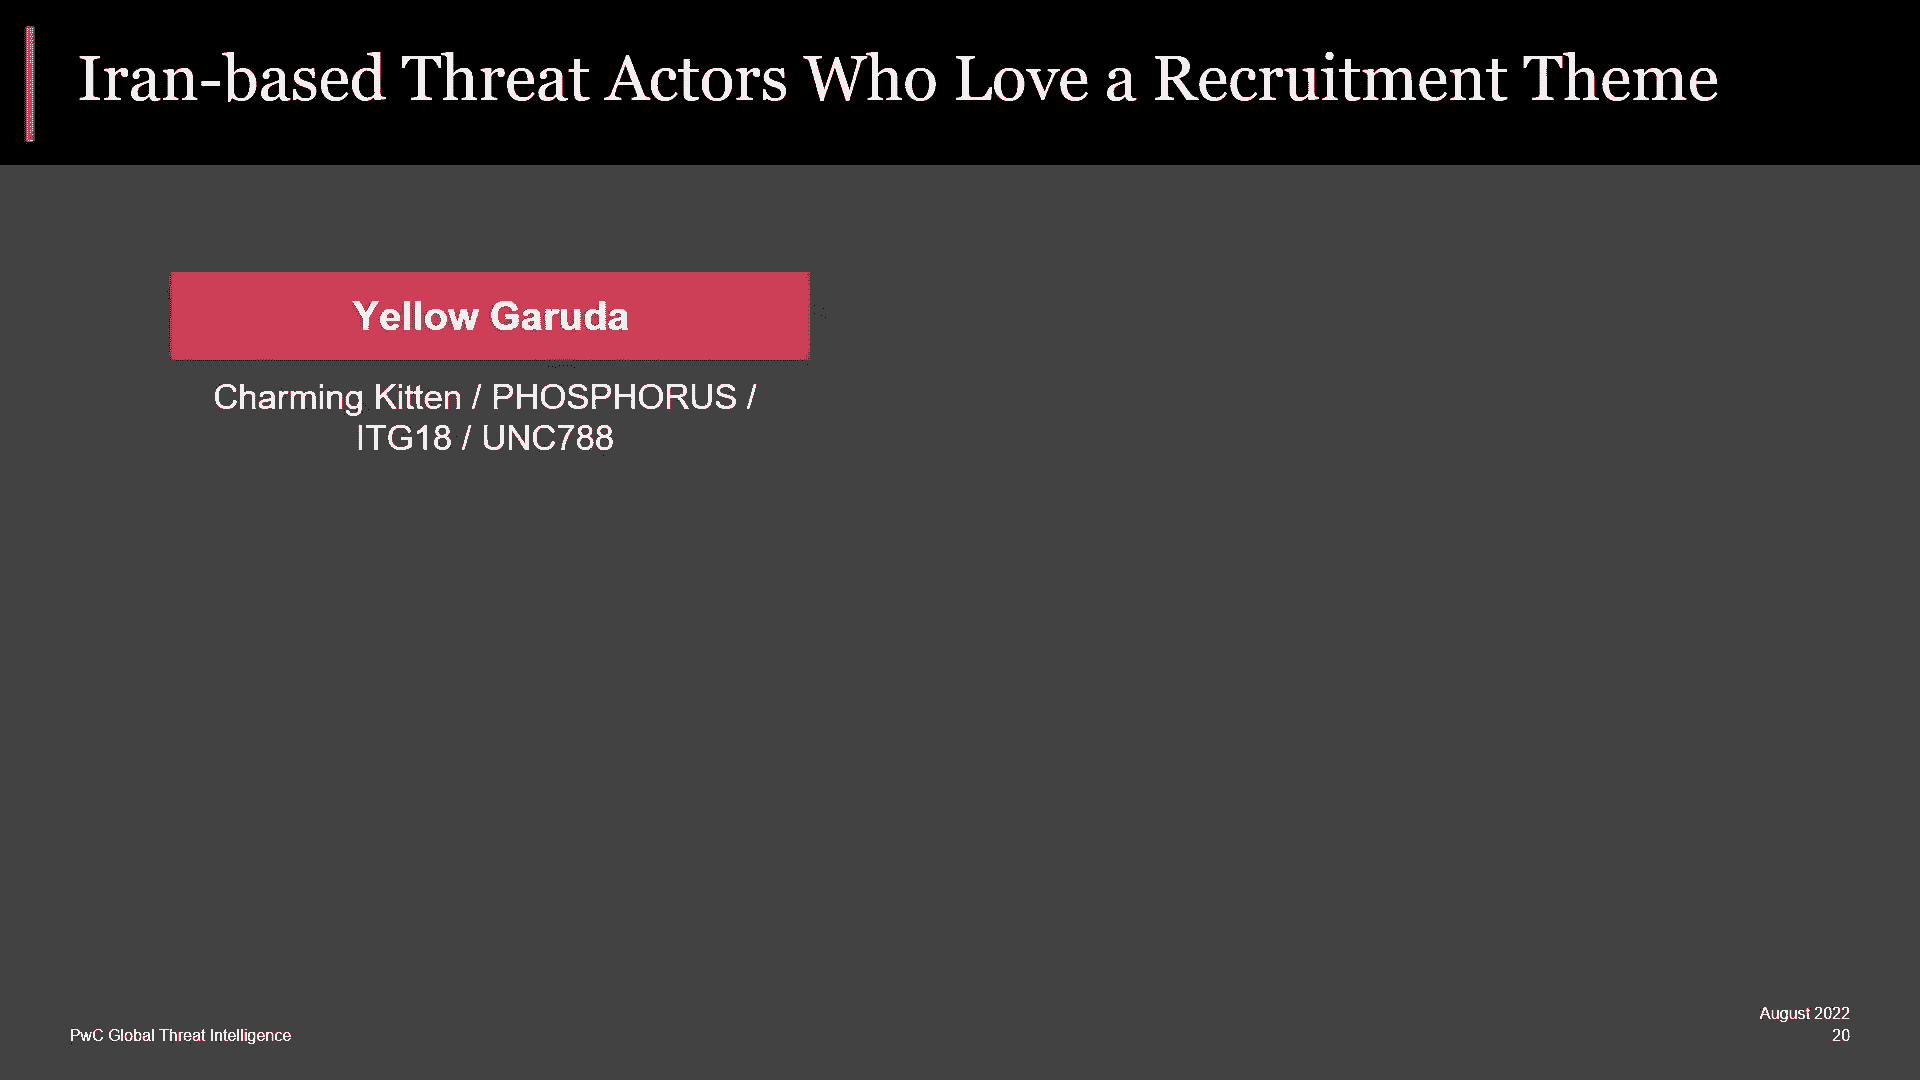 Iran-based Threat Actors Who Love a Recruitment Theme
Yellow Garuda
Charming Kitten / PHOSPHORUS /
ITG18 / UNC788
August 2022
PwC Global Threat Intelligence
20